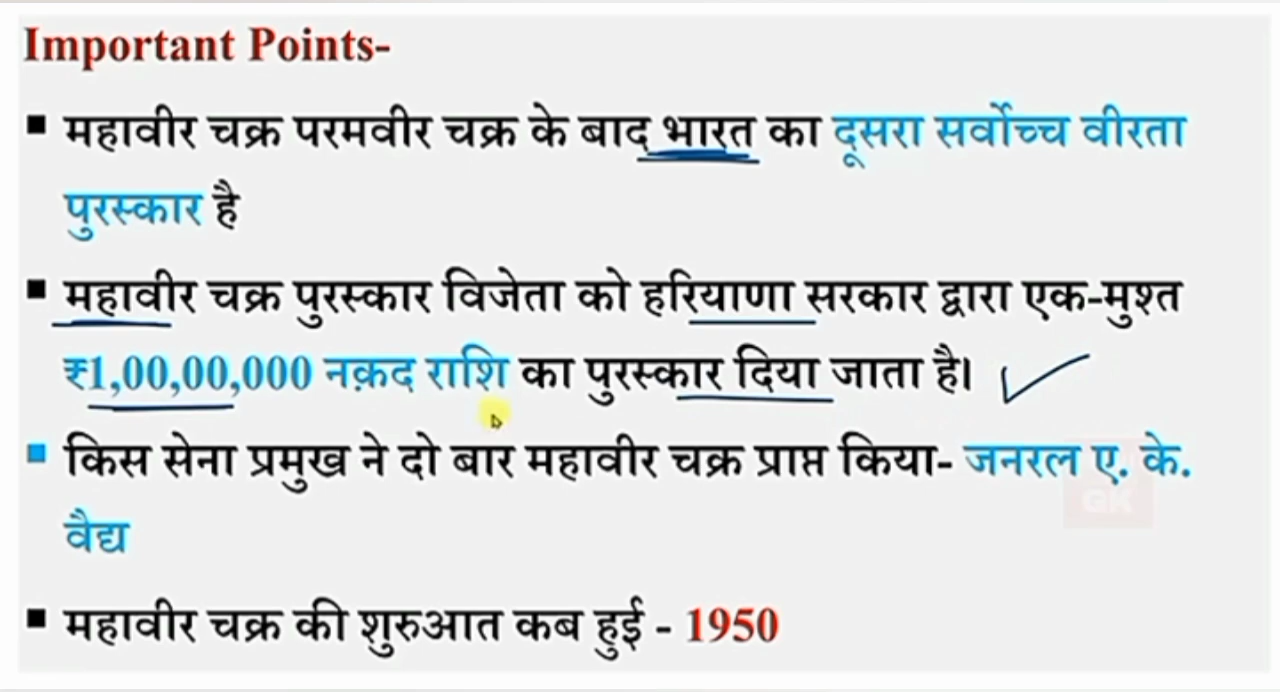 Important Points-
▪ महावीर चक्र परमवीर चक्र के बाद भारत का दूसरा सर्वोच्च वीरता
पुरस्कार है
▪ महावीर चक्र पुरस्कार विजेता को हरियाणा सरकार द्वारा एक-मुश्त
₹1,00,00,000 नक़द राशि का पुरस्कार दिया जाता है।
▪ किस सेना प्रमुख ने दो बार महावीर चक्र प्राप्त किया- जनरल ए. के.
वैद्य
GK
▪ महावीर चक्र की शुरुआत कब हुई - 1950